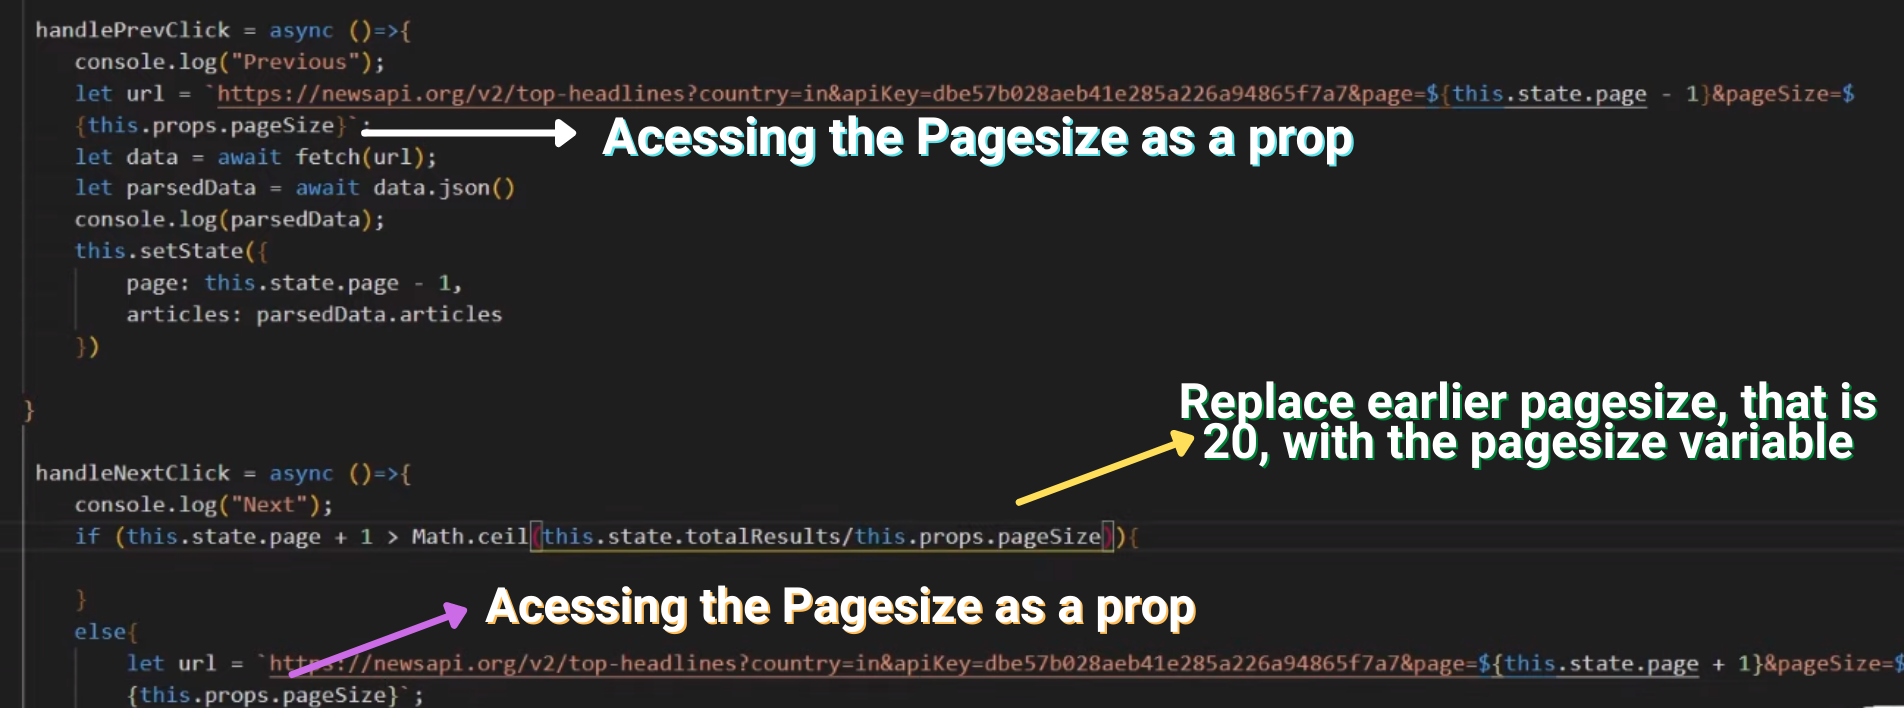 handlePrevClick = async ()=>{
console.log("Previous");
let url = `https://newsapi.org/v2/top-headlines?country=in&apiKey=dbe57b028aeb41e285a226a94865f7a7&page=${this.state.page - 1}&pageSize=$
{this.props.pageSize}`;
Acessing the Pagesize as a prop
let data = await fetch(url);
let parsedData = await data.json()
console.log(parsedData);
this.setState({
page: this.state.page - 1,
articles: parsedData.articles
})
}
Replace earlier pagesize, that is
20, with the pagesize variable
handleNextClick = async ()=>{
console.log("Next");
if (this.state.page + 1 > Math.ceil(this.state.totalResults/this.props.pageSize)){
}
Acessing the Pagesize as a prop
else{
let url = `https://newsapi.org/v2/top-headlines?country=in&apiKey=dbe57b028aeb41e285a226a94865f7a7&page=${this.state.page + 1}&pageSize=$
{this.props.pageSize}`;